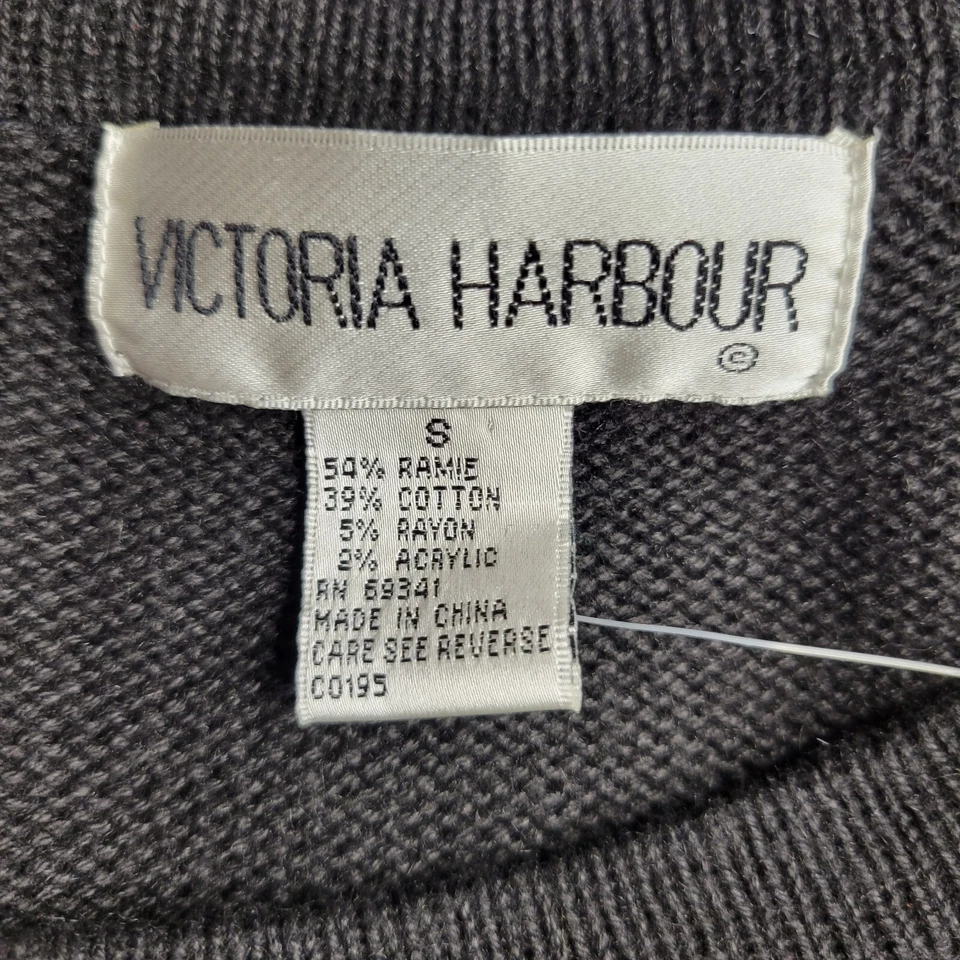 VICTORIA HARBOUR
©
S
54% RAMIE
39% COTTON
5% RAYON
2% ACRYLIC
RN 69341
MADE IN CHINA
CARE SEE REVERSE
C0195